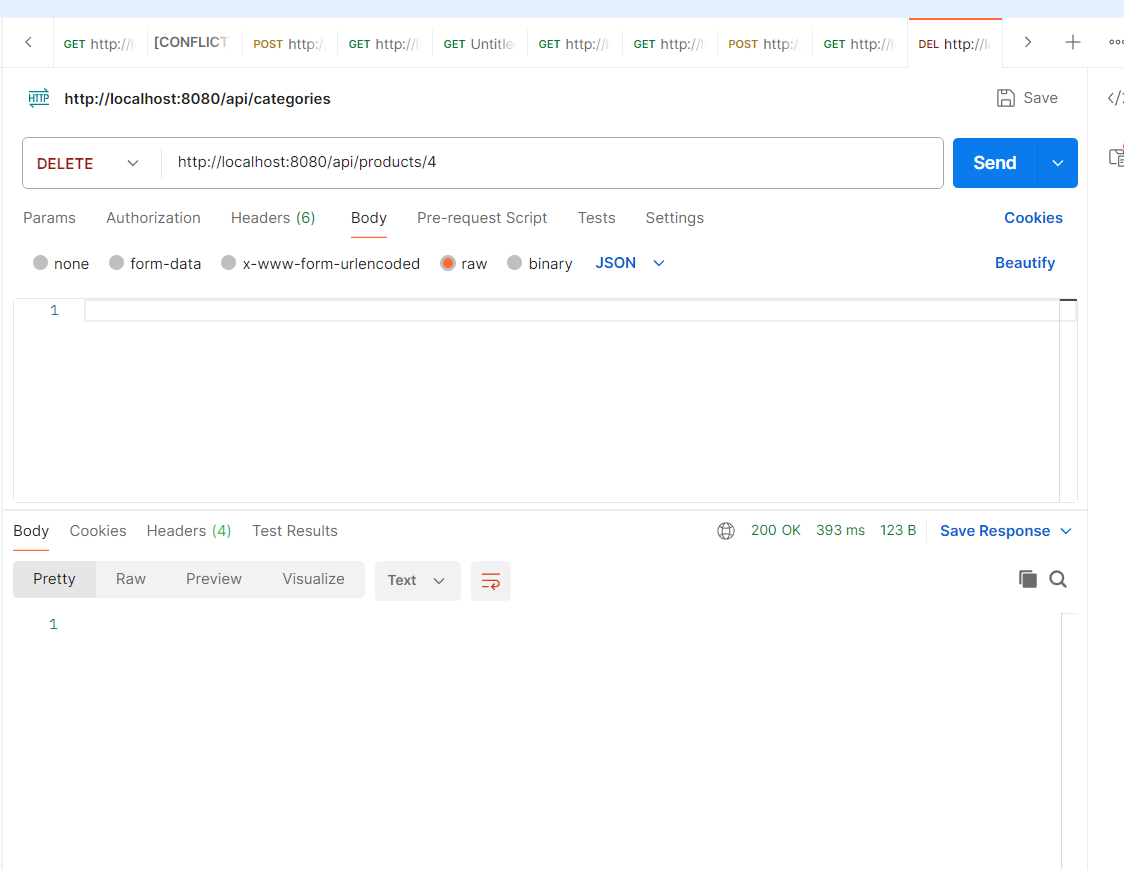 GET http://l [CONFLICT POST http:/ GET http://l GET Untitle GET http://l GET http://l POST http:/ GET http://l DEL http://l
HTTP http://localhost:8080/api/categories Save </>
DELETE http://localhost:8080/api/products/4 Send
Params Authorization Headers (6) Body Pre-request Script Tests Settings Cookies
none form-data x-www-form-urlencoded raw binary JSON Beautify
1
Body Cookies Headers (4) Test Results 200 OK 393 ms 123 B Save Response
Pretty Raw Preview Visualize Text
1